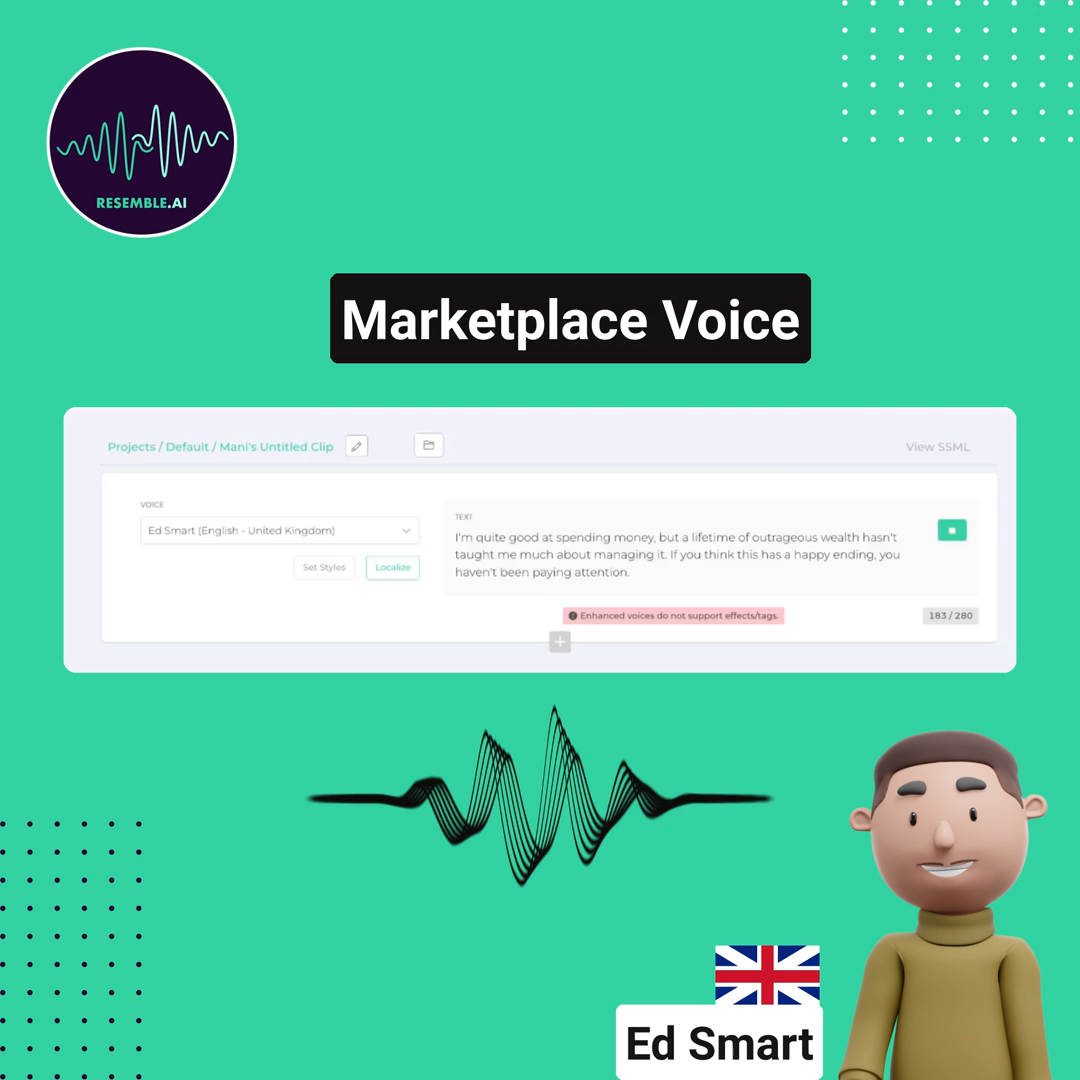 RESEMBLE.AI
Marketplace Voice
Projects / Default / Mani's Untitled Clip
View SSML
VOICE
Ed Smart (English - United Kingdom)
Set Styles
Localize
TEXT
I'm quite good at spending money, but a lifetime of outrageous wealth hasn't
taught me much about managing it. If you think this has a happy ending, you
haven't been paying attention.
Enhanced voices do not support effects/tags.
183 / 280
Ed Smart